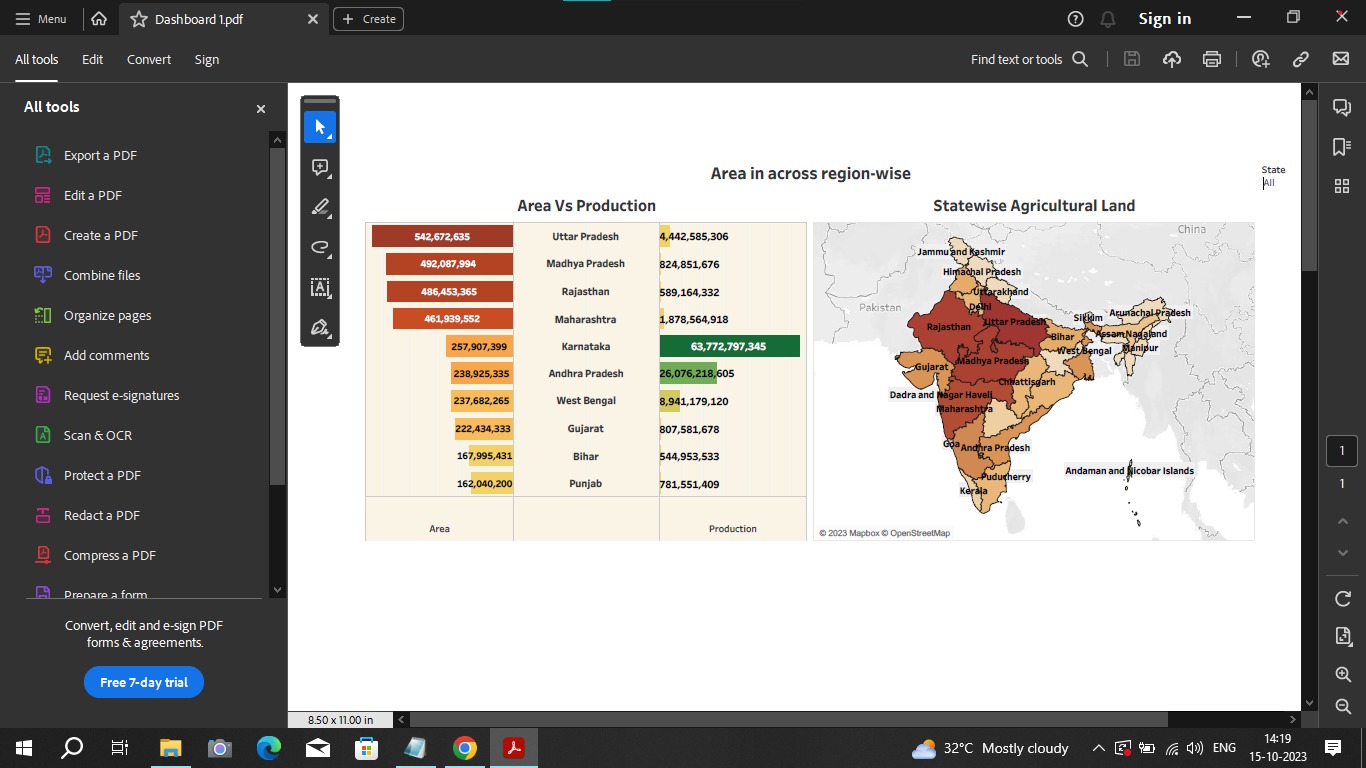 Menu
Dashboard 1.pdf
Create
Sign in
All tools Edit Convert Sign
Find text or tools
All tools
Export a PDF
Edit a PDF
Create a PDF
Combine files
Organize pages
Add comments
Request e-signatures
Scan & OCR
Protect a PDF
Redact a PDF
Compress a PDF
Prepare a form
Convert, edit and e-sign PDF
forms & agreements.
Free 7-day trial
Area in across region-wise
State
All
Area Vs Production
542,672,635 Uttar Pradesh 4,442,585,306
492,087,994 Madhya Pradesh 824,851,676
486,453,365 Rajasthan 589,164,332
461,939,552 Maharashtra 1,878,564,918
257,907,399 Karnataka 63,772,797,345
238,925,335 Andhra Pradesh 26,076,218,605
237,682,265 West Bengal 8,941,179,120
222,434,333 Gujarat 807,581,678
167,995,431 Bihar 544,953,533
162,040,200 Punjab 781,551,409
Area Production
Statewise Agricultural Land
China
Jammu and Kashmir
Himachal Pradesh
Uttarakhand
Pakistan
Delhi
Arunachal Pradesh
Sikkim
Rajasthan
Uttar Pradesh
Bihar
Assam
Nagaland
West Bengal
Manipur
Gujarat
Madhya Pradesh
Chhattisgarh
Dadra and Nagar Haveli
Maharashtra
Goa
Andhra Pradesh
Andaman and Nicobar Islands
Puducherry
Kerala
© 2023 Mapbox © OpenStreetMap
1
1
8.50 x 11.00 in
32°C Mostly cloudy
ENG
14:19
15-10-2023